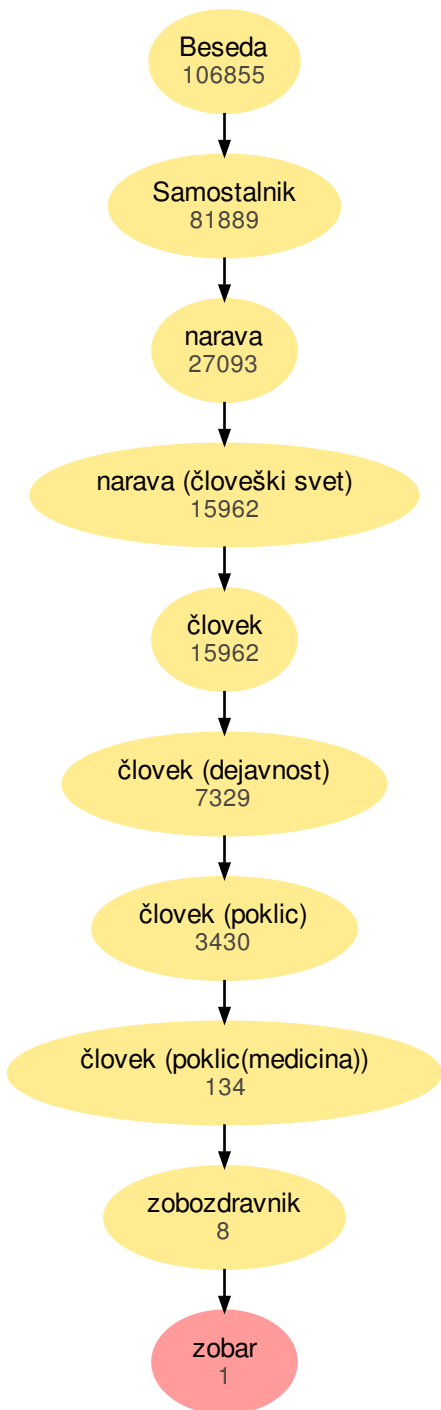 Beseda
106855
Samostalnik
81889
narava
27093
narava (človeški svet)
15962
človek
15962
človek (dejavnost)
7329
človek (poklic)
3430
človek (poklic(medicina))
134
zobozdravnik
8
zobar
1